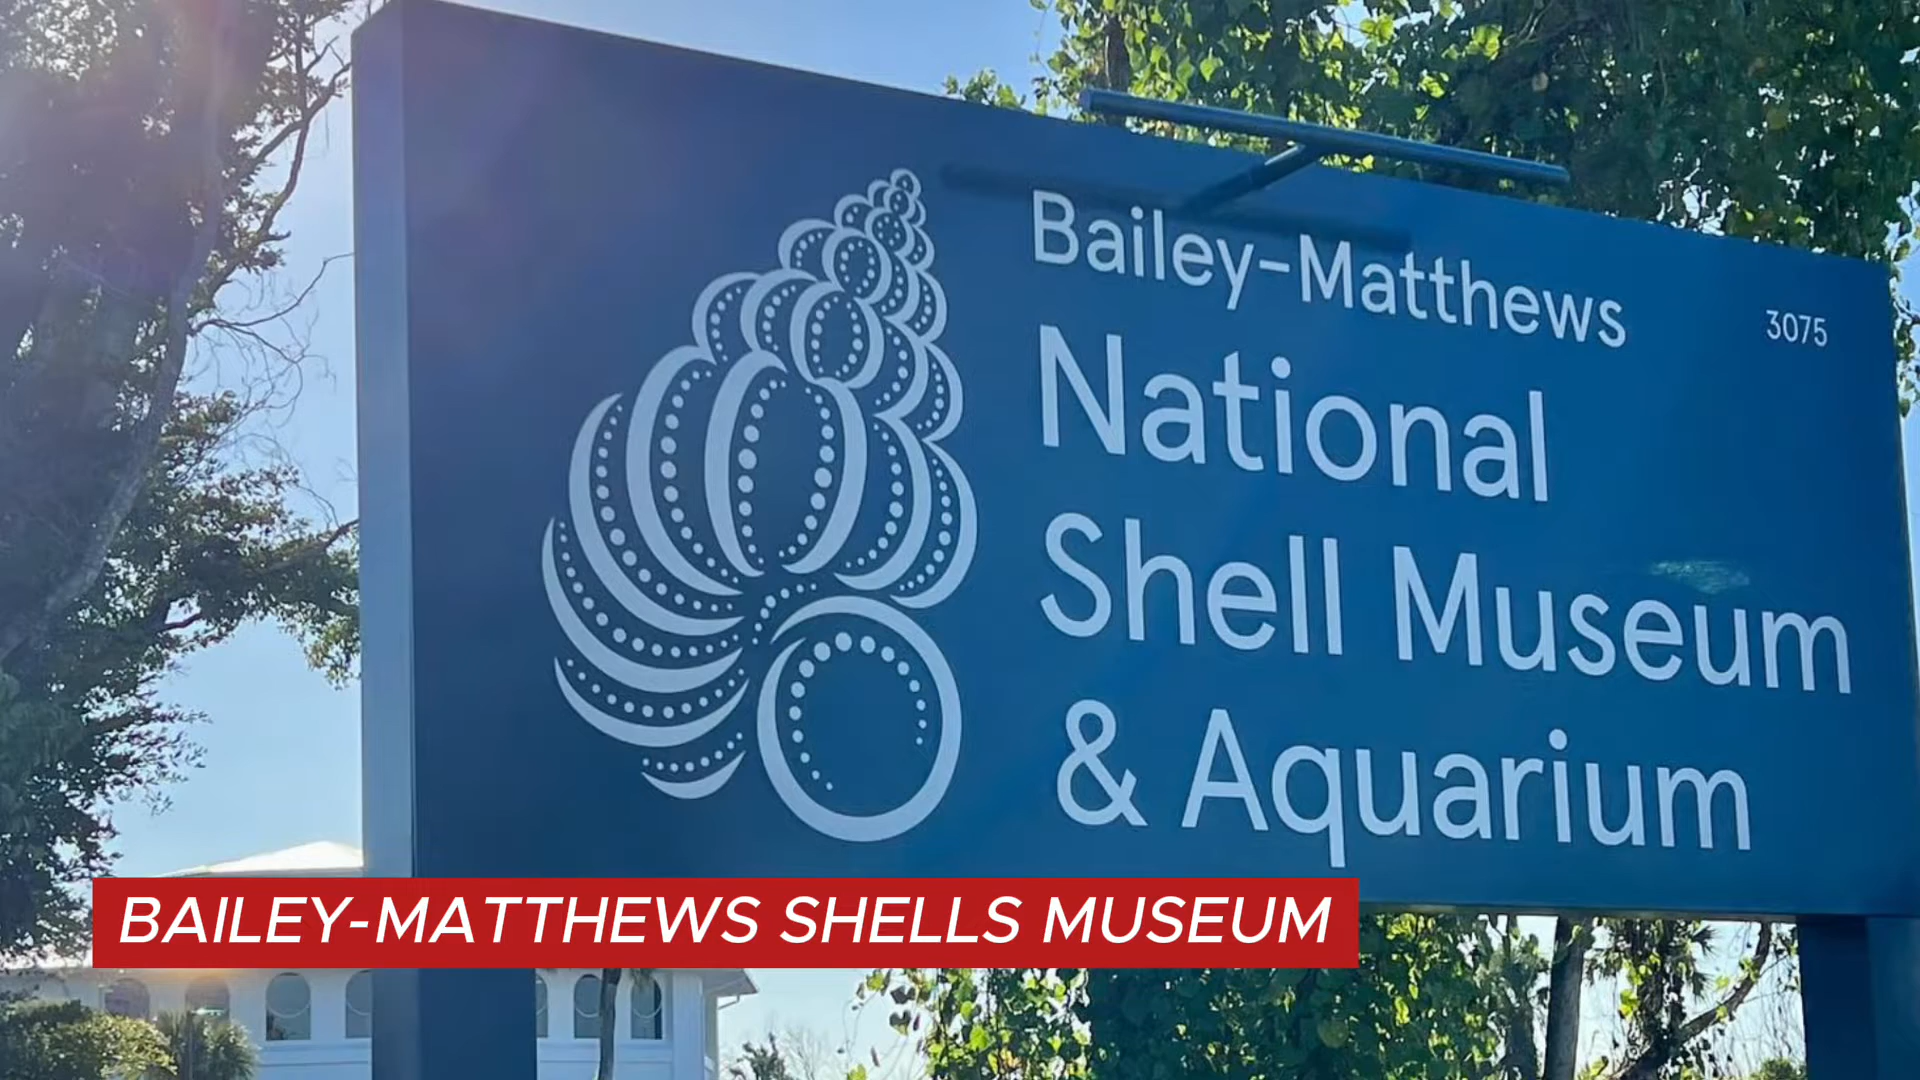 Bailey-Matthews
3075
National
Shell Museum
& Aquarium
BAILEY-MATTHEWS SHELLS MUSEUM